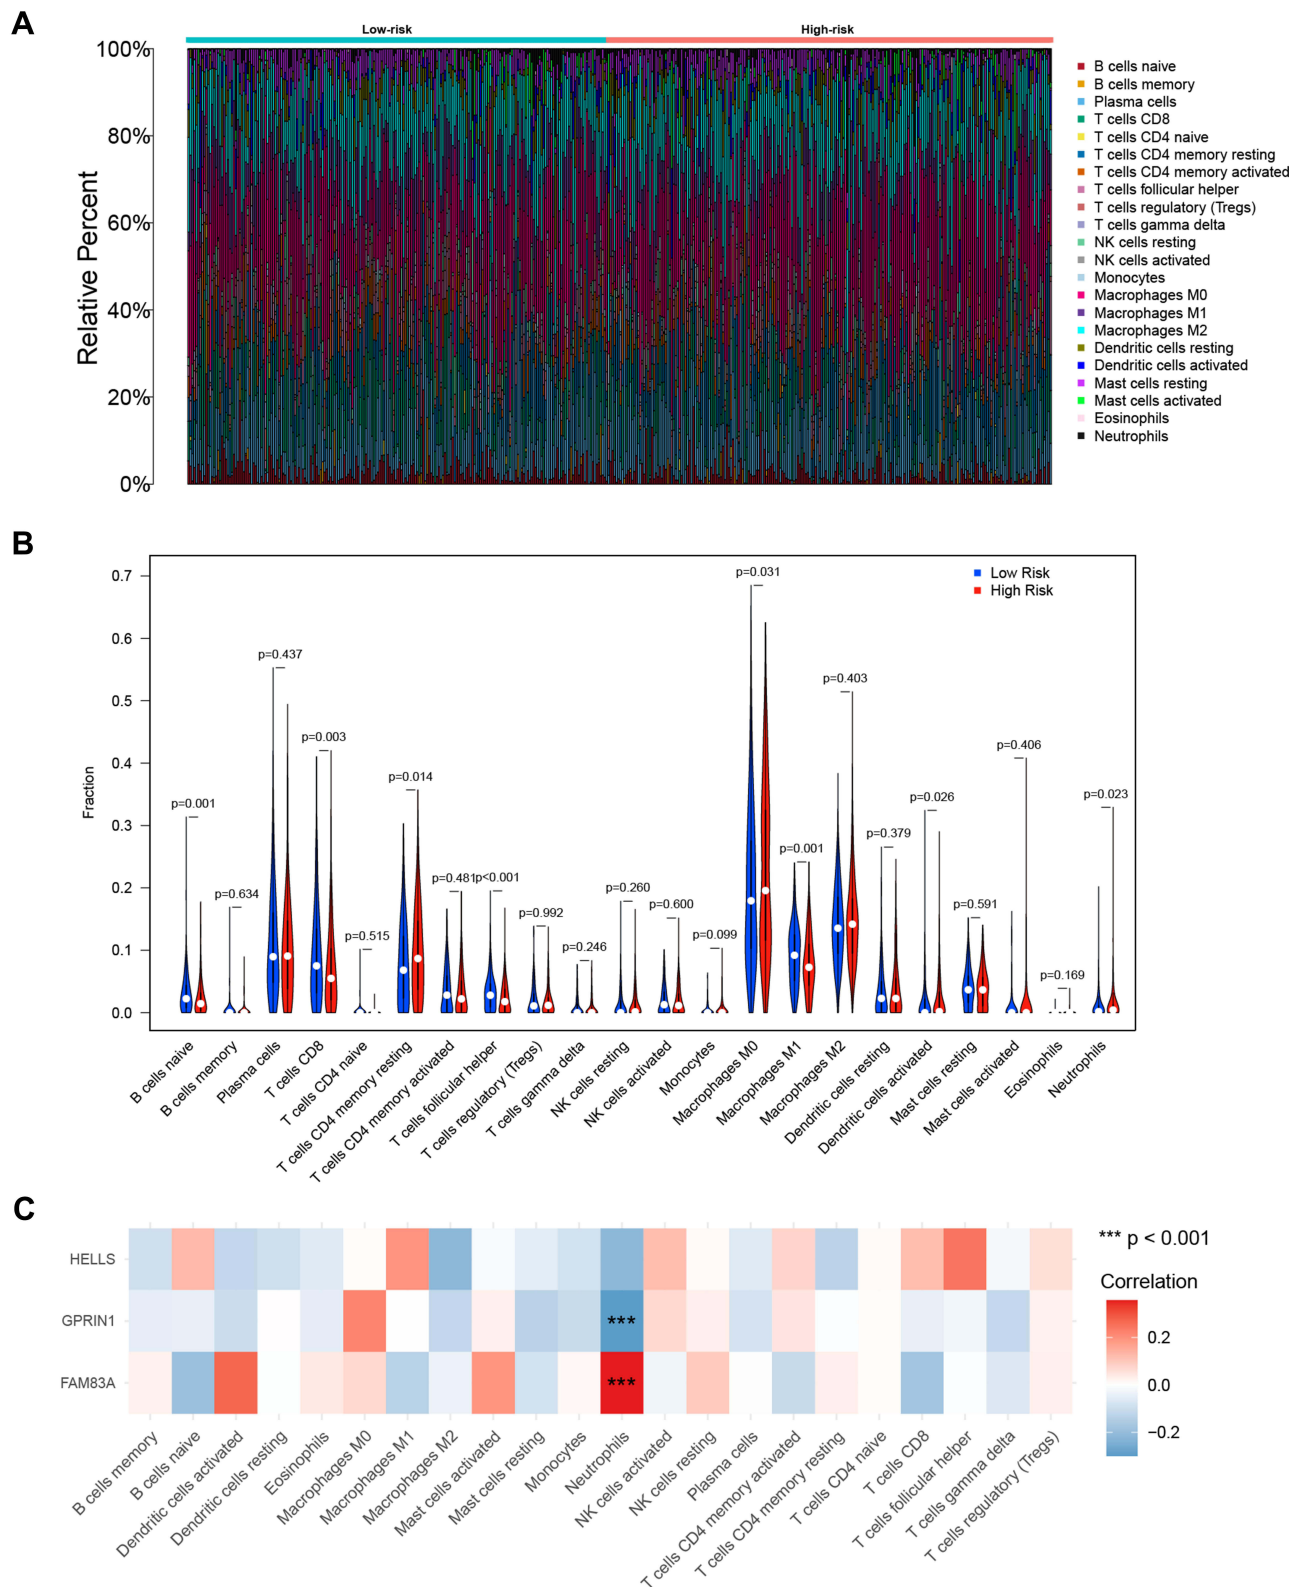 A
Low-risk
High-risk
100%
80%
60%
40%
20%
0%
Relative Percent
B cells naive
B cells memory
Plasma cells
T cells CD8
T cells CD4 naive
T cells CD4 memory resting
T cells CD4 memory activated
T cells follicular helper
T cells regulatory (Tregs)
T cells gamma delta
NK cells resting
NK cells activated
Monocytes
Macrophages M0
Macrophages M1
Macrophages M2
Dendritic cells resting
Dendritic cells activated
Mast cells resting
Mast cells activated
Eosinophils
Neutrophils
B
Fraction
0.7
0.6
0.5
0.4
0.3
0.2
0.1
0.0
Low Risk
High Risk
p=0.001
p=0.634
p=0.437
p=0.003
p=0.515
p=0.014
p=0.481
p<0.001
p=0.992
p=0.246
p=0.260
p=0.600
p=0.099
p=0.031
p=0.001
p=0.403
p=0.379
p=0.026
p=0.591
p=0.406
p=0.169
p=0.023
B cells naive
B cells memory
Plasma cells
T cells CD8
T cells CD4 naive
T cells CD4 memory resting
T cells CD4 memory activated
T cells follicular helper
T cells regulatory (Tregs)
T cells gamma delta
NK cells resting
NK cells activated
Monocytes
Macrophages M0
Macrophages M1
Macrophages M2
Dendritic cells resting
Dendritic cells activated
Mast cells resting
Mast cells activated
Eosinophils
Neutrophils
C
HELLS
GPRIN1
FAM83A
***
***
*** p < 0.001
Correlation
0.2
0.0
−0.2
B cells memory
B cells naive
Dendritic cells activated
Dendritic cells resting
Eosinophils
Macrophages M0
Macrophages M1
Macrophages M2
Mast cells activated
Mast cells resting
Monocytes
Neutrophils
NK cells activated
NK cells resting
Plasma cells
T cells CD4 memory activated
T cells CD4 memory resting
T cells CD4 naive
T cells CD8
T cells follicular helper
T cells gamma delta
T cells regulatory (Tregs)